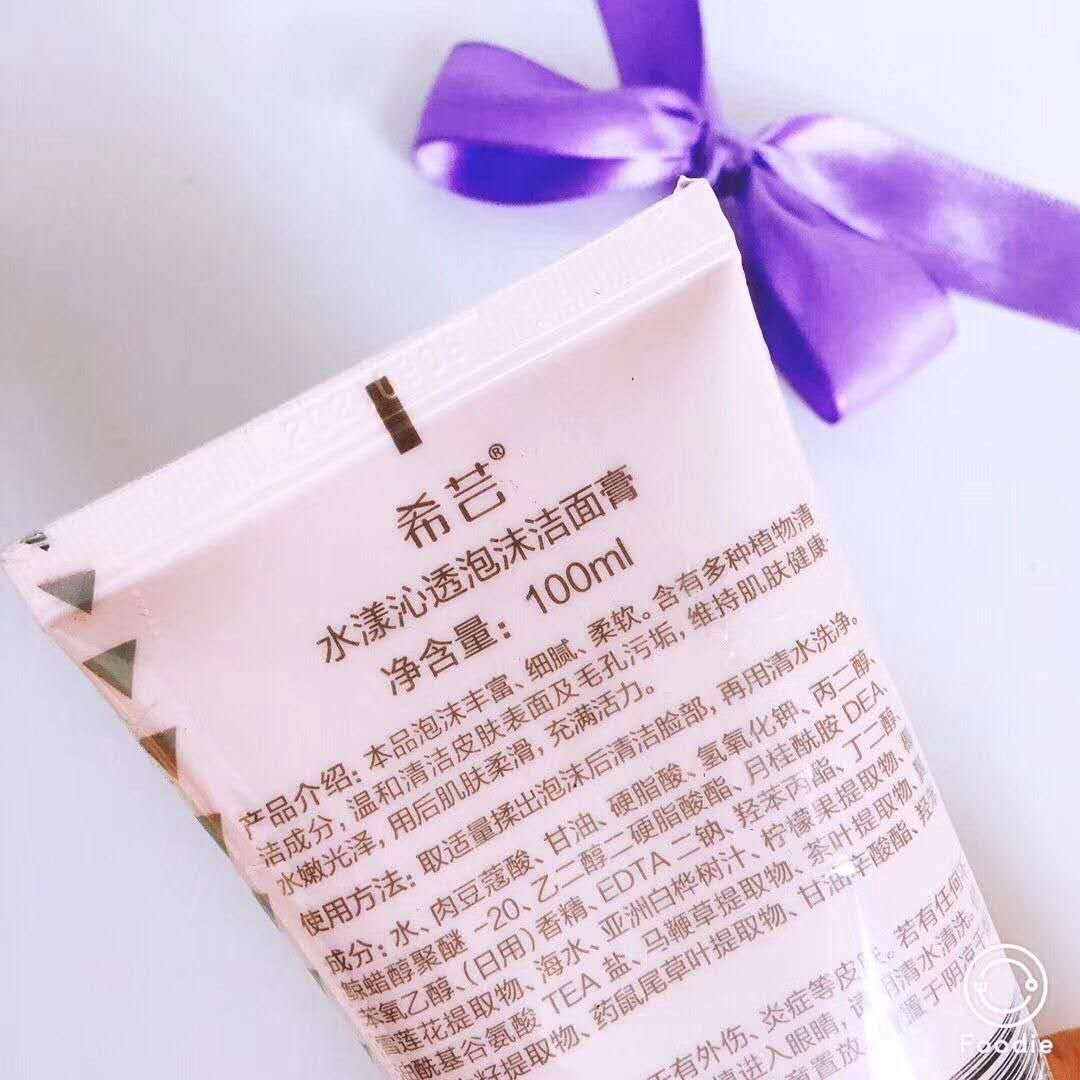 希芸®
水漾沁透泡沫洁面膏
净含量：100ml
产品介绍：本品泡沫丰富、细腻、柔软。含有多种植物清
洁成分，温和清洁皮肤表面及毛孔污垢，维持肌肤健康
水嫩光泽，用后肌肤柔滑，充满活力。
使用方法：取适量揉出泡沫后清洁脸部，再用清水洗净。
成分：水、肉豆蔻酸、甘油、硬脂酸、氢氧化钾、丙二醇、
鲸蜡醇聚醚-20、乙二醇二硬脂酸酯、月桂酰胺DEA、
苯氧乙醇、(日用)香精、EDTA二钠、羟苯丙酯、丁二醇、
雪莲花提取物、海水、亚洲白桦树汁、柠檬果提取物、
酰基谷氨酸TEA盐、马鞭草提取物、茶叶提取物、
提取物、药鼠尾草叶提取物、甘油辛酸酯、
有外伤、炎症等皮 若有任何
进入眼睛，请 用清水清洗
置放 于阴凉
Foodie